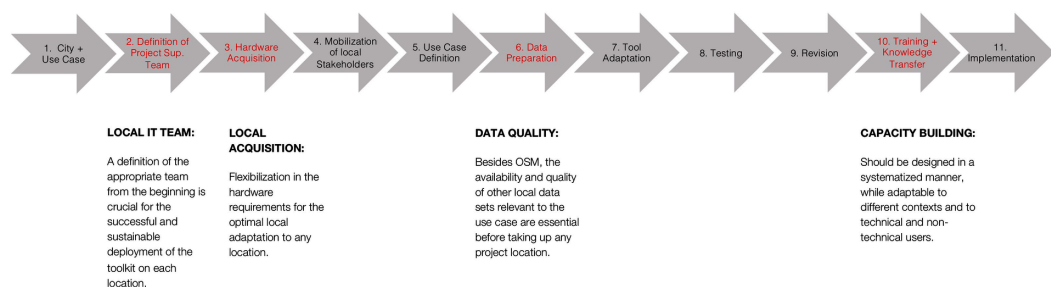 1. City +
Use Case
2. Definition of
Project Sup.
Team
3. Hardware
Acquisition
4. Mobilization
of local
Stakeholders
5. Use Case
Definition
6. Data
Preparation
7. Tool
Adaptation
8. Testing
9. Revision
10. Training +
Knowledge
Transfer
11.
Implementation
LOCAL IT TEAM:
A definition of the
appropriate team
from the beginning is
crucial for the
successful and
sustainable
deployment of the
toolkit on each
location.
LOCAL
ACQUISITION:
Flexibilization in the
hardware
requirements for the
optimal local
adaptation to any
location.
DATA QUALITY:
Besides OSM, the
availability and quality
of other local data
sets relevant to the
use case are essential
before taking up any
project location.
CAPACITY BUILDING:
Should be designed in a
systematized manner,
while adaptable to
different contexts and to
technical and non-
technical users.